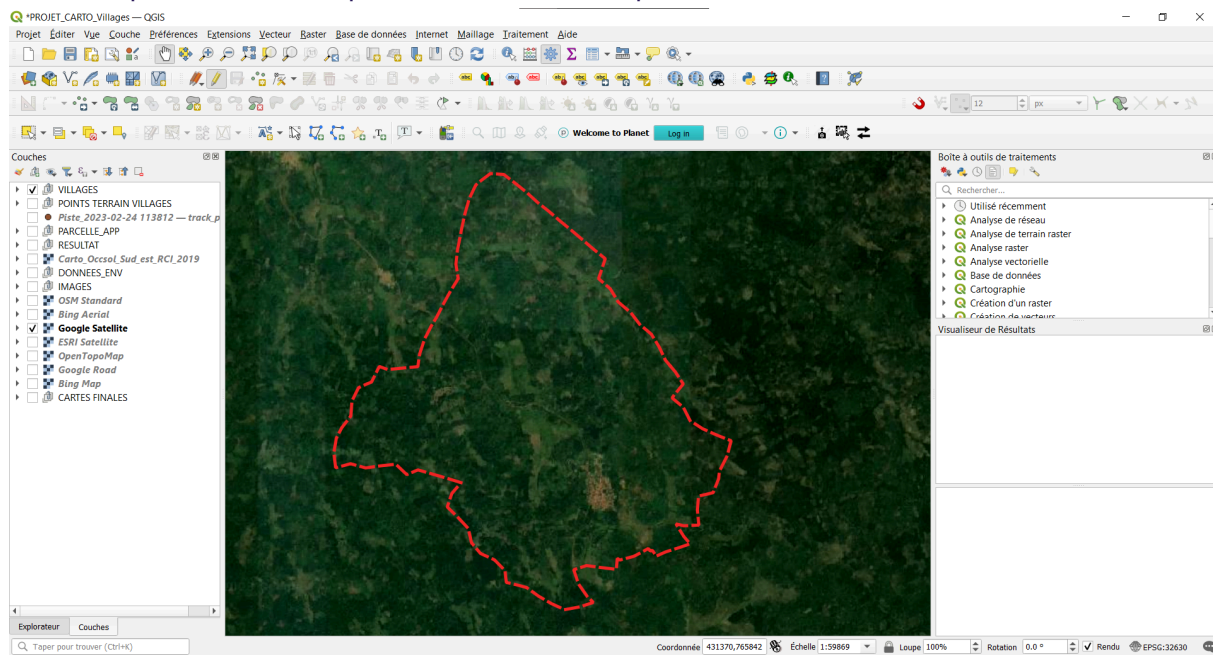 *PROJET_CARTO_Villages — QGIS
Projet Éditer Vue Couche Préférences Extensions Vecteur Raster Base de données Internet Maillage Traitement Aide
12 px
Welcome to Planet Log in
Couches
VILLAGES
POINTS TERRAIN VILLAGES
Piste_2023-02-24 113812 — track_p
PARCELLE_APP
RESULTAT
Carto_Occsol_Sud_est_RCI_2019
DONNEES_ENV
IMAGES
OSM Standard
Bing Aerial
Google Satellite
ESRI Satellite
OpenTopoMap
Google Road
Bing Map
CARTES FINALES
Explorateur Couches
Boîte à outils de traitements
Rechercher...
Utilisé récemment
Analyse de réseau
Analyse de terrain raster
Analyse raster
Analyse vectorielle
Base de données
Cartographie
Création d'un raster
Création de vecteurs
Visualiseur de Résultats
Taper pour trouver (Ctrl+K)
Coordonnée 431370,765842 Échelle 1:59869 Loupe 100% Rotation 0.0 ° Rendu EPSG:32630